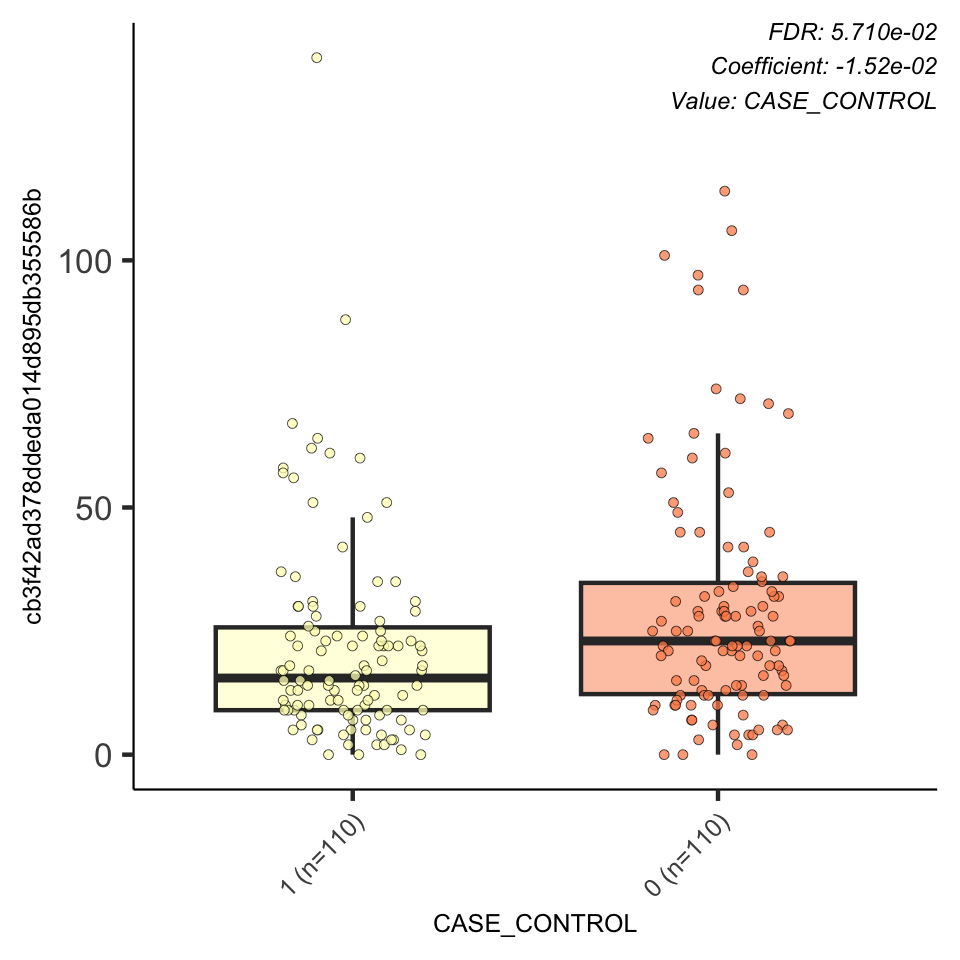 FDR: 5.710e-02
Coefficient: -1.52e-02
Value: CASE_CONTROL
cb3f42ad378ddeda014d895db355586b
100
50
0
1 (n=110)
0 (n=110)
CASE_CONTROL